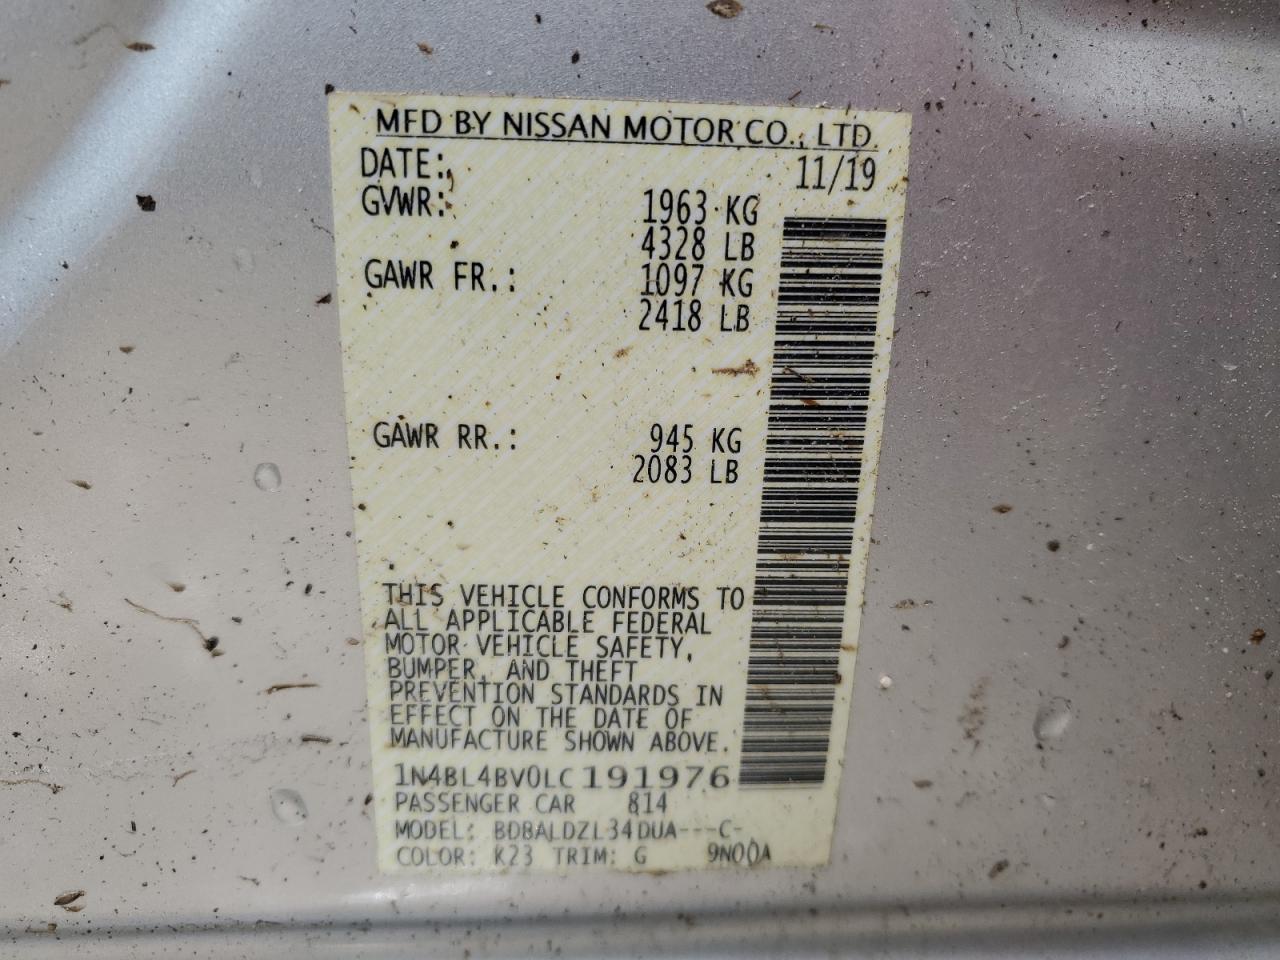 MFD BY NISSAN MOTOR CO., LTD.
DATE: 11/19
GVWR: 1963 KG
4328 LB
GAWR FR.: 1097 KG
2418 LB
GAWR RR.: 945 KG
2083 LB
THIS VEHICLE CONFORMS TO
ALL APPLICABLE FEDERAL
MOTOR VEHICLE SAFETY,
BUMPER, AND THEFT
PREVENTION STANDARDS IN
EFFECT ON THE DATE OF
MANUFACTURE SHOWN ABOVE.
1N4BL4BV0LC191976
PASSENGER CAR 814
MODEL: BDBALDZL34DUA---C-
COLOR: K23 TRIM: G 9N00A